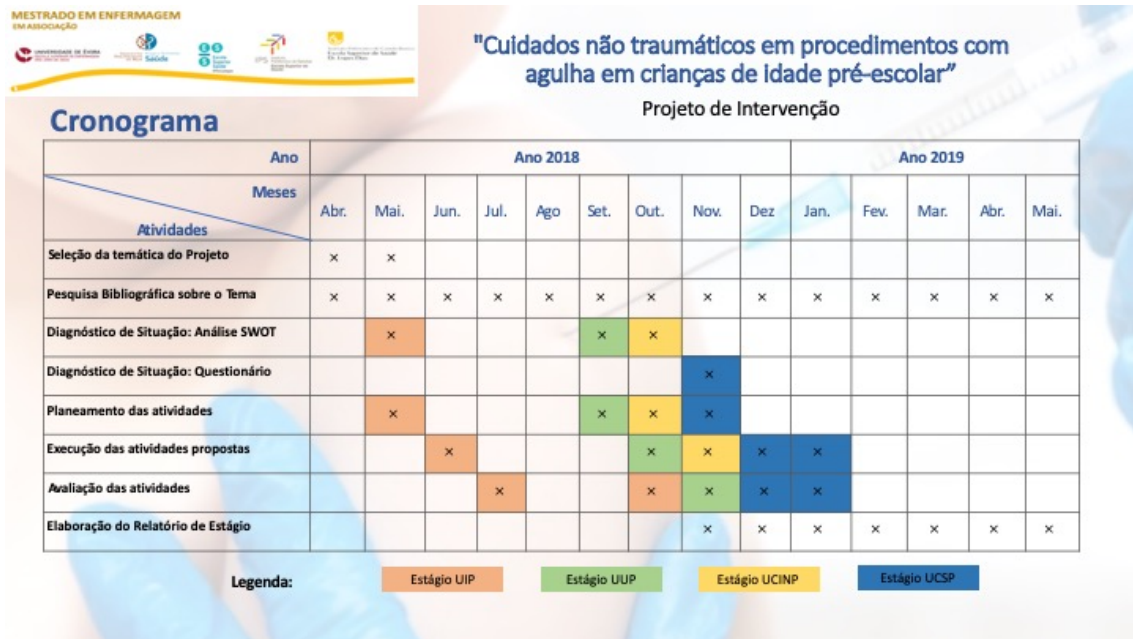 MESTRADO EM ENFERMAGEM
EM ASSOCIAÇÃO
UNIVERSIDADE DE ÉVORA
Saúde
"Cuidados não traumáticos em procedimentos com
agulha em crianças de idade pré-escolar”
Projeto de Intervenção
Cronograma
Ano Ano 2018 Ano 2019
Meses
Atividades
Abr. Mai. Jun. Jul. Ago Set. Out. Nov. Dez Jan. Fev. Mar. Abr. Mai.
Seleção da temática do Projeto × ×
Pesquisa Bibliográfica sobre o Tema × × × × × × × × × × × × × ×
Diagnóstico de Situação: Análise SWOT × × ×
Diagnóstico de Situação: Questionário ×
Planeamento das atividades × × × ×
Execução das atividades propostas × × × × ×
Avaliação das atividades × × × × ×
Elaboração do Relatório de Estágio × × × × × × ×
Legenda: Estágio UIP Estágio UUP Estágio UCINP Estágio UCSP